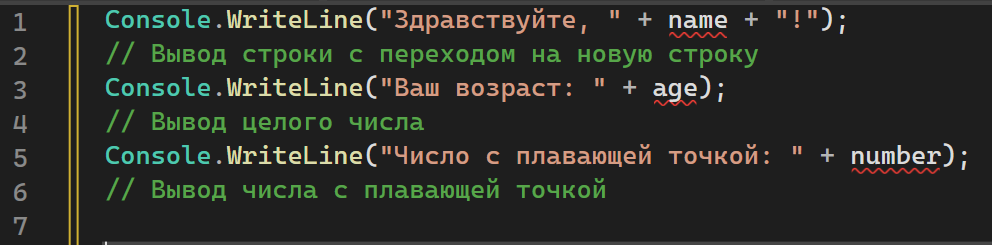 1 Console.WriteLine("Здравствуйте, " + name + "!");
2 // Вывод строки с переходом на новую строку
3 Console.WriteLine("Ваш возраст: " + age);
4 // Вывод целого числа
5 Console.WriteLine("Число с плавающей точкой: " + number);
6 // Вывод числа с плавающей точкой
7